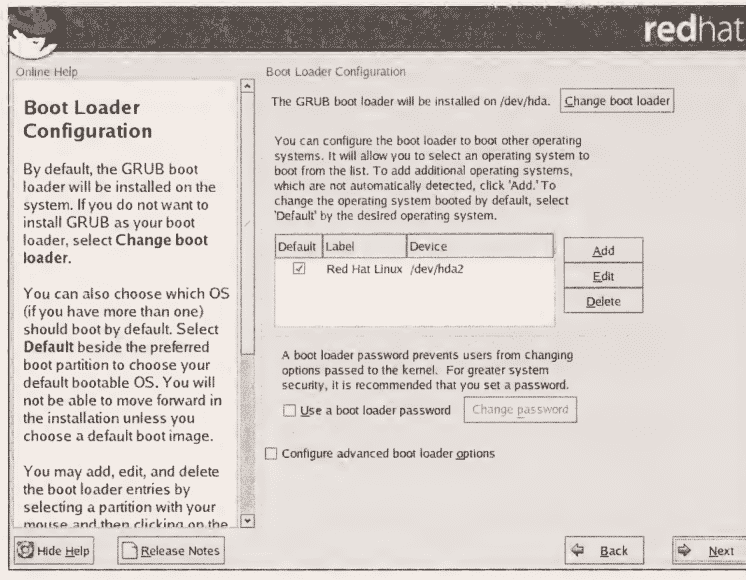 redhat
Online Help
Boot Loader
Configuration
By default, the GRUB boot
loader will be installed on the
system. If you do not want to
install GRUB as your boot
loader, select Change boot
loader.
You can also choose which OS
(if you have more than one)
should boot by default. Select
Default beside the preferred
boot partition to choose your
default bootable OS. You will
not be able to move forward in
the installation unless you
choose a default boot image.
You may add, edit, and delete
the boot loader entries by
selecting a partition with your
mouse and then clicking on the
Boot Loader Configuration
The GRUB boot loader will be installed on /dev/hda. Change boot loader
You can configure the boot loader to boot other operating
systems. It will allow you to select an operating system to
boot from the list. To add additional operating systems,
which are not automatically detected, click 'Add.' To
change the operating system booted by default, select
'Default' by the desired operating system.
Default Label Device
Red Hat Linux /dev/hda2
Add
Edit
Delete
A boot loader password prevents users from changing
options passed to the kernel. For greater system
security, it is recommended that you set a password.
Use a boot loader password Change password
Configure advanced boot loader options
Hide Help Release Notes Back Next